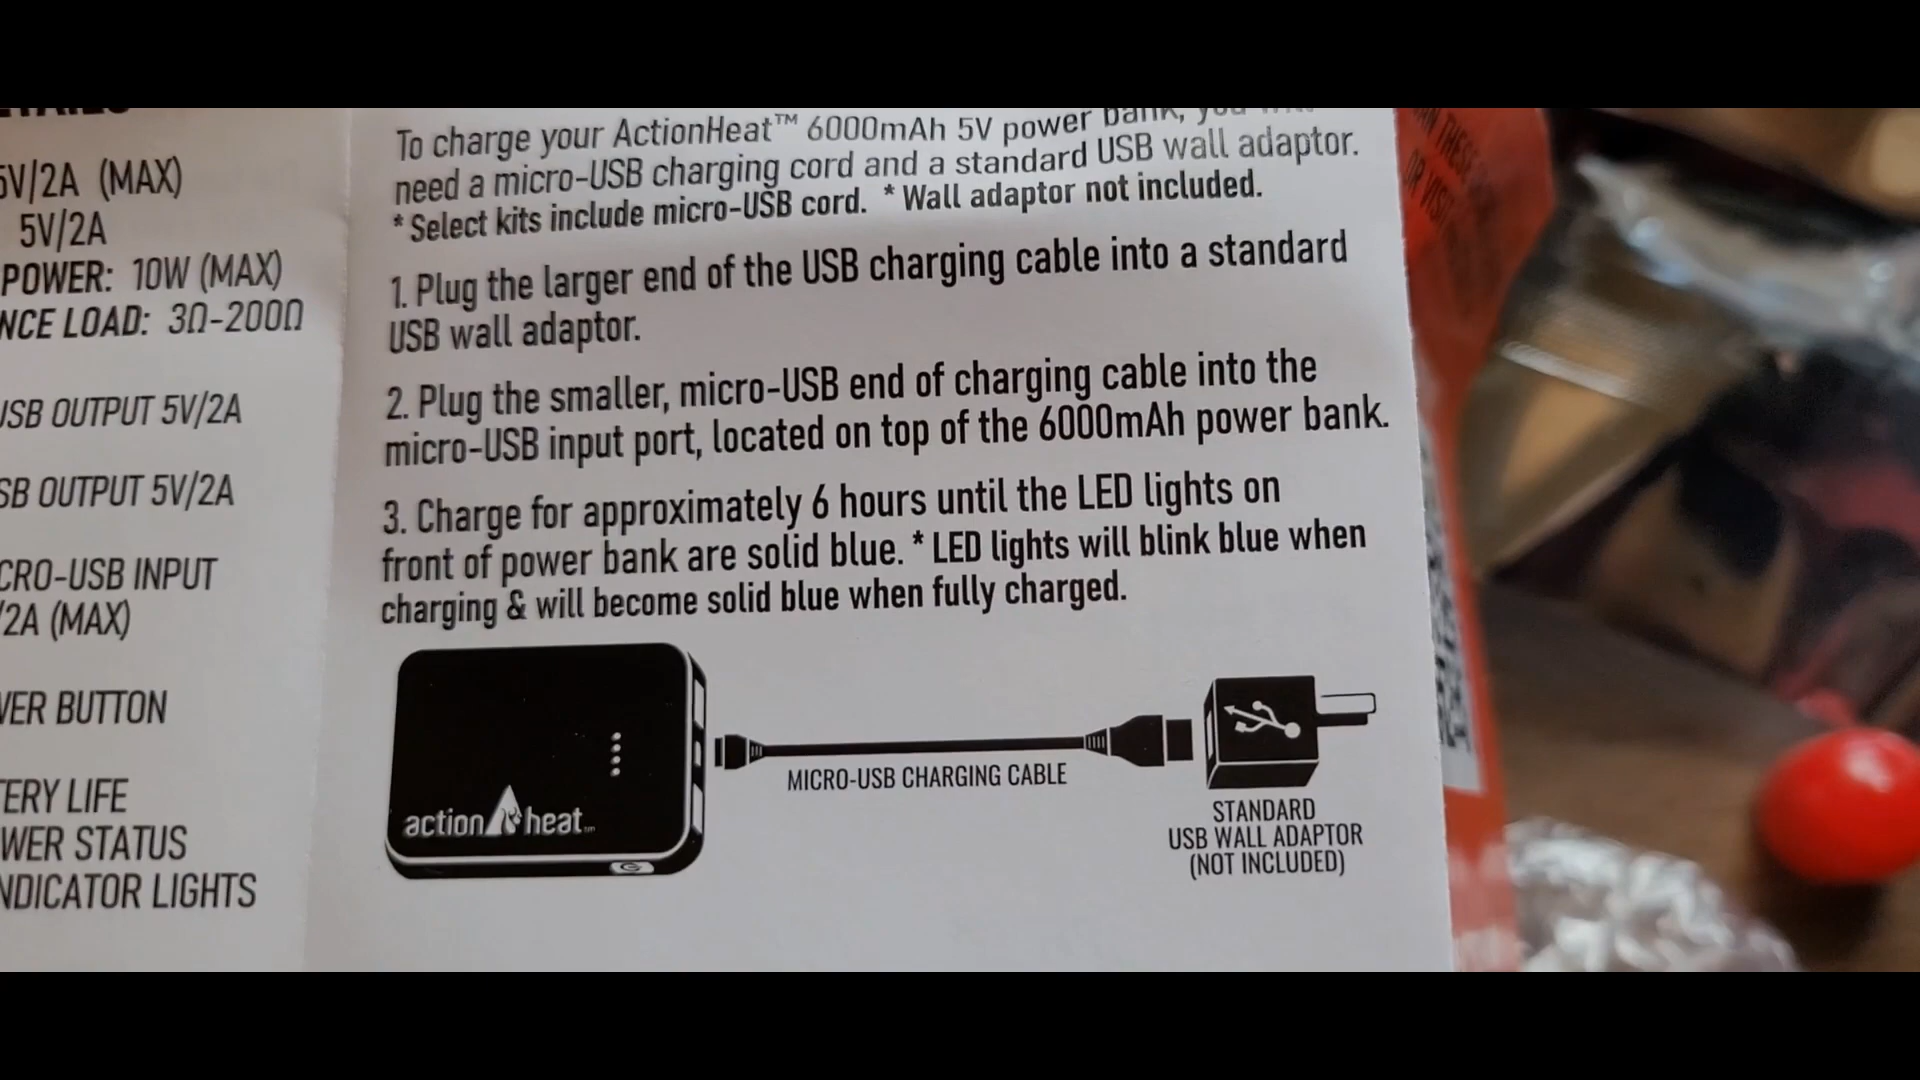 5V/2A (MAX)
5V/2A
POWER: 10W (MAX)
NCE LOAD: 3Ω-200Ω
USB OUTPUT 5V/2A
SB OUTPUT 5V/2A
CRO-USB INPUT
/2A (MAX)
WER BUTTON
TERY LIFE
WER STATUS
NDICATOR LIGHTS
To charge your ActionHeat™ 6000mAh 5V power bank, you will
need a micro-USB charging cord and a standard USB wall adaptor.
* Select kits include micro-USB cord. * Wall adaptor not included.
1. Plug the larger end of the USB charging cable into a standard
USB wall adaptor.
2. Plug the smaller, micro-USB end of charging cable into the
micro-USB input port, located on top of the 6000mAh power bank.
3. Charge for approximately 6 hours until the LED lights on
front of power bank are solid blue. * LED lights will blink blue when
charging & will become solid blue when fully charged.
action heat
MICRO-USB CHARGING CABLE
STANDARD
USB WALL ADAPTOR
(NOT INCLUDED)
THESE
OR VISIT